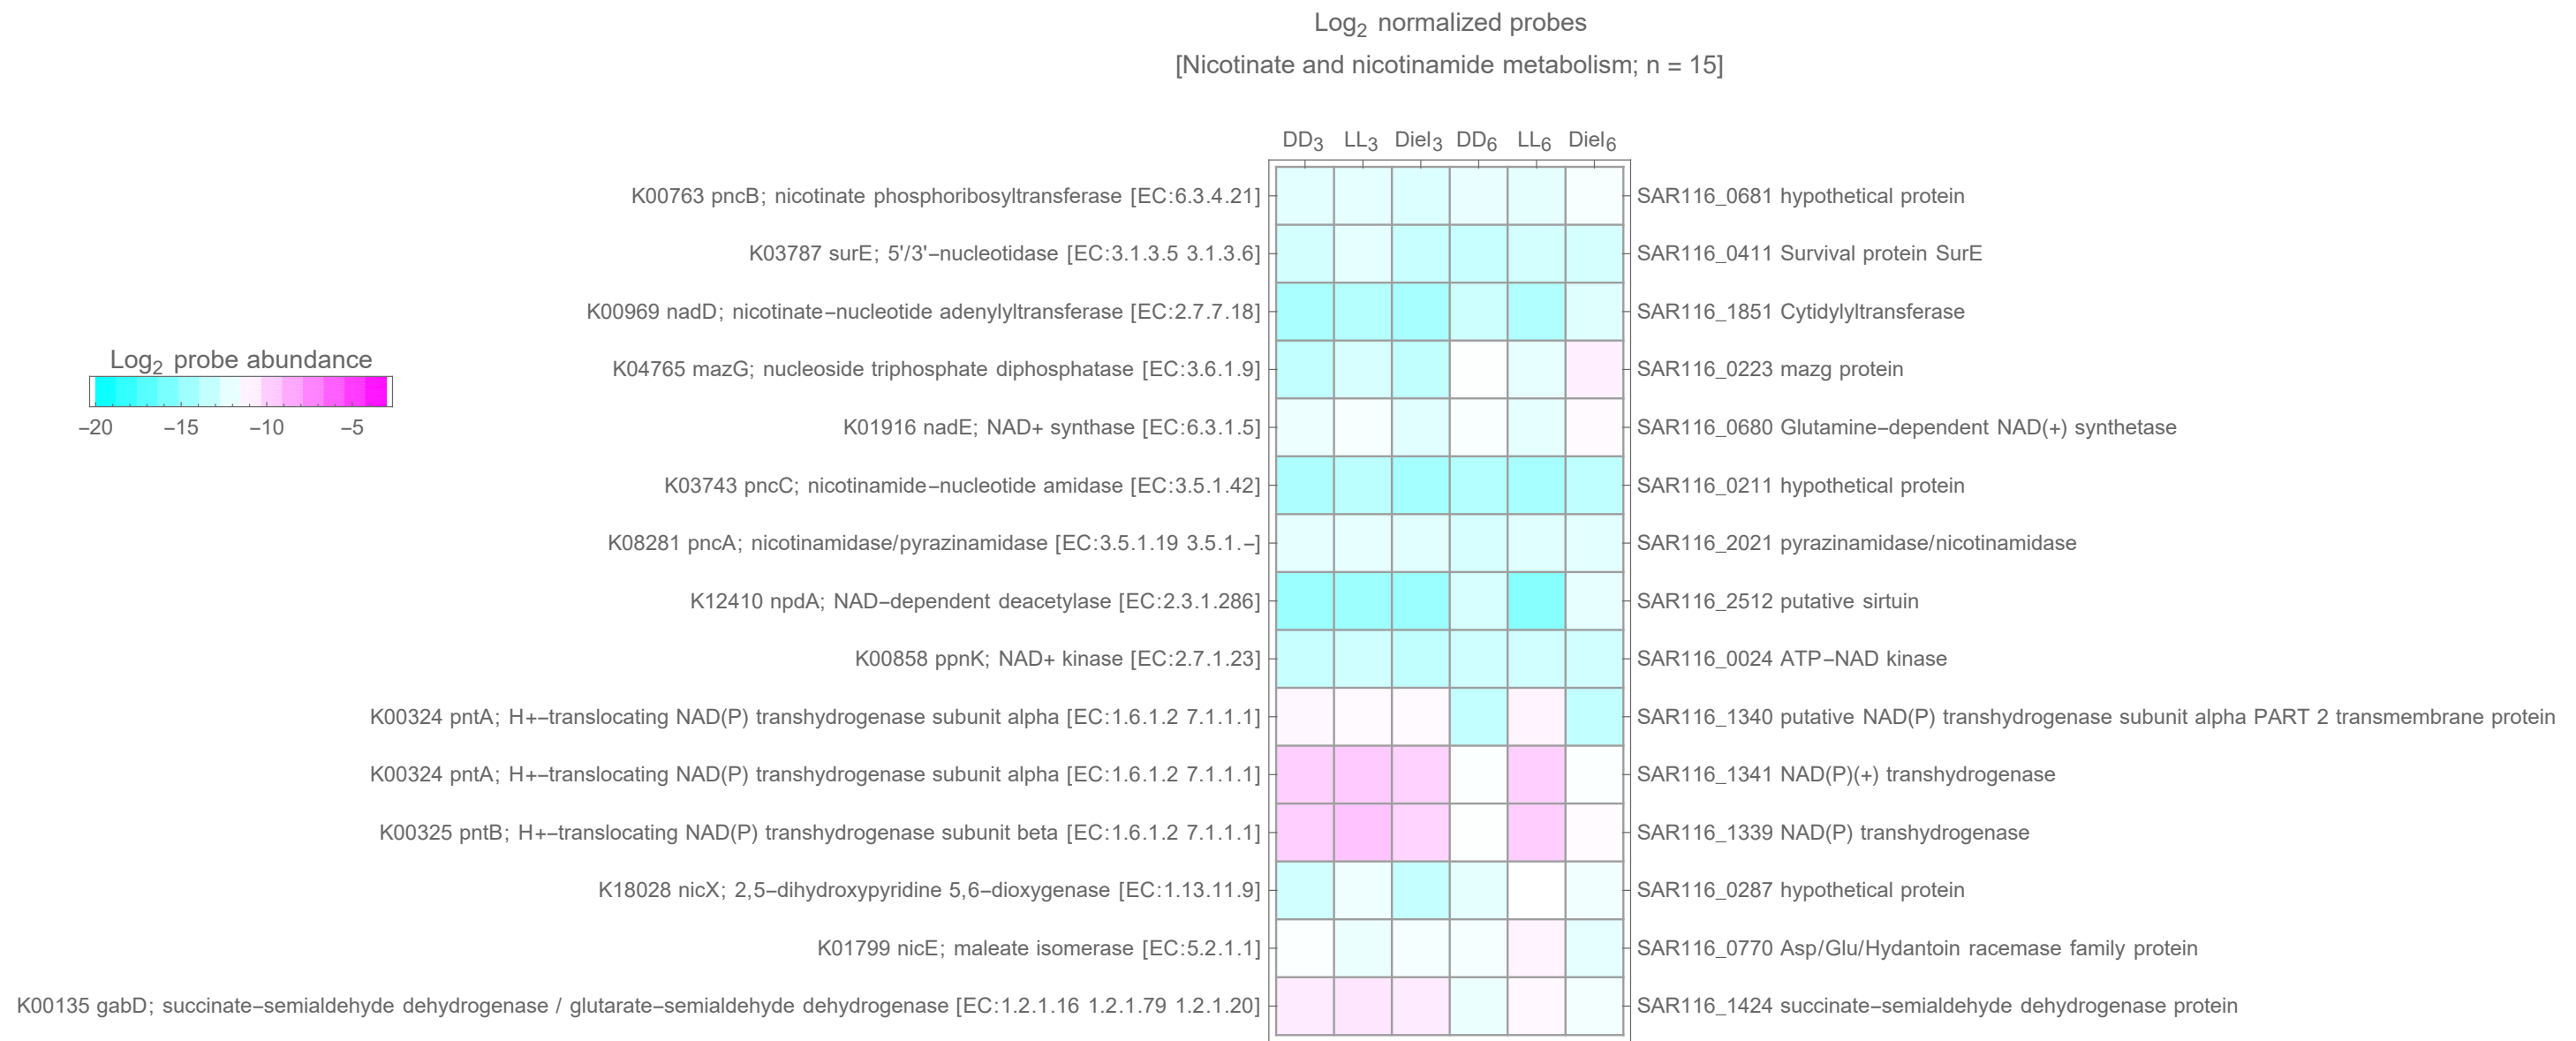 Log2 normalized probes
[Nicotinate and nicotinamide metabolism; n = 15]
DD3 LL3 Diel3 DD6 LL6 Diel6
K00763 pncB; nicotinate phosphoribosyltransferase [EC:6.3.4.21] SAR116_0681 hypothetical protein
K03787 surE; 5'/3'−nucleotidase [EC:3.1.3.5 3.1.3.6] SAR116_0411 Survival protein SurE
K00969 nadD; nicotinate−nucleotide adenylyltransferase [EC:2.7.7.18] SAR116_1851 Cytidylyltransferase
Log2 probe abundance
−20 −15 −10 −5
K04765 mazG; nucleoside triphosphate diphosphatase [EC:3.6.1.9] SAR116_0223 mazg protein
K01916 nadE; NAD+ synthase [EC:6.3.1.5] SAR116_0680 Glutamine−dependent NAD(+) synthetase
K03743 pncC; nicotinamide−nucleotide amidase [EC:3.5.1.42] SAR116_0211 hypothetical protein
K08281 pncA; nicotinamidase/pyrazinamidase [EC:3.5.1.19 3.5.1.−] SAR116_2021 pyrazinamidase/nicotinamidase
K12410 npdA; NAD−dependent deacetylase [EC:2.3.1.286] SAR116_2512 putative sirtuin
K00858 ppnK; NAD+ kinase [EC:2.7.1.23] SAR116_0024 ATP−NAD kinase
K00324 pntA; H+−translocating NAD(P) transhydrogenase subunit alpha [EC:1.6.1.2 7.1.1.1] SAR116_1340 putative NAD(P) transhydrogenase subunit alpha PART 2 transmembrane protein
K00324 pntA; H+−translocating NAD(P) transhydrogenase subunit alpha [EC:1.6.1.2 7.1.1.1] SAR116_1341 NAD(P)(+) transhydrogenase
K00325 pntB; H+−translocating NAD(P) transhydrogenase subunit beta [EC:1.6.1.2 7.1.1.1] SAR116_1339 NAD(P) transhydrogenase
K18028 nicX; 2,5−dihydroxypyridine 5,6−dioxygenase [EC:1.13.11.9] SAR116_0287 hypothetical protein
K01799 nicE; maleate isomerase [EC:5.2.1.1] SAR116_0770 Asp/Glu/Hydantoin racemase family protein
K00135 gabD; succinate−semialdehyde dehydrogenase / glutarate−semialdehyde dehydrogenase [EC:1.2.1.16 1.2.1.79 1.2.1.20] SAR116_1424 succinate−semialdehyde dehydrogenase protein